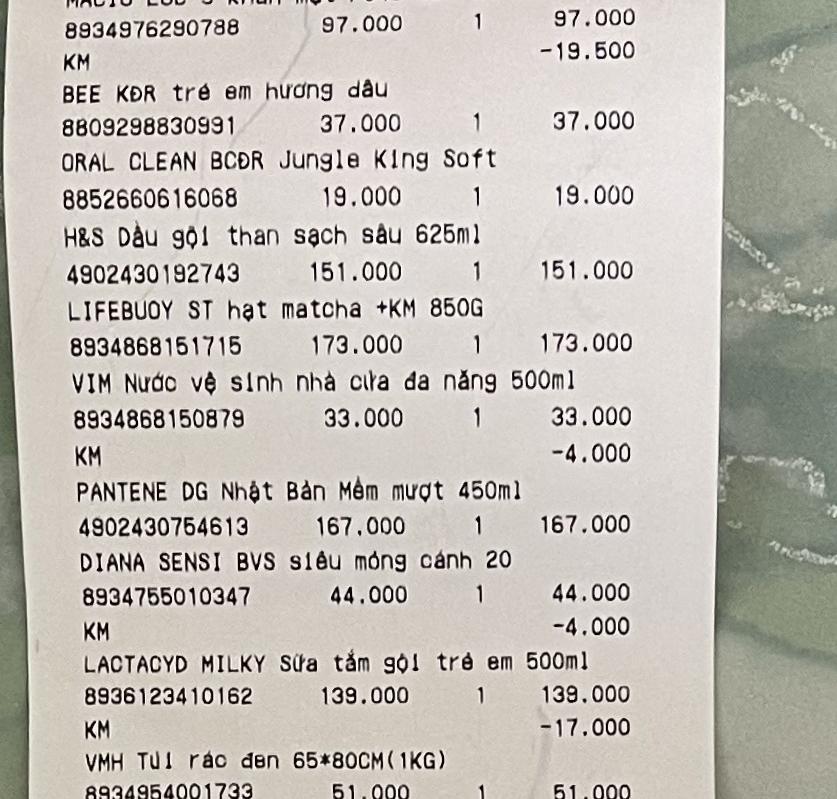 8934976290788 97.000 1 97.000
KM -19.500
BEE KĐR trẻ em hương dâu
8809298830991 37.000 1 37.000
ORAL CLEAN BCĐR Jungle King Soft
8852660616068 19.000 1 19.000
H&S Dầu gội than sạch sâu 625ml
4902430192743 151.000 1 151.000
LIFEBUOY ST hạt matcha +KM 850G
8934868151715 173.000 1 173.000
VIM Nước vệ sinh nhà cửa đa năng 500ml
8934868150879 33.000 1 33.000
KM -4.000
PANTENE DG Nhật Bản Mềm mượt 450ml
4902430754613 167.000 1 167.000
DIANA SENSI BVS siêu mỏng cánh 20
8934755010347 44.000 1 44.000
KM -4.000
LACTACYD MILKY Sữa tắm gội trẻ em 500ml
8936123410162 139.000 1 139.000
KM -17.000
VMH Túi rác đen 65*80CM(1KG)
8934954001733 51.000 1 51.000